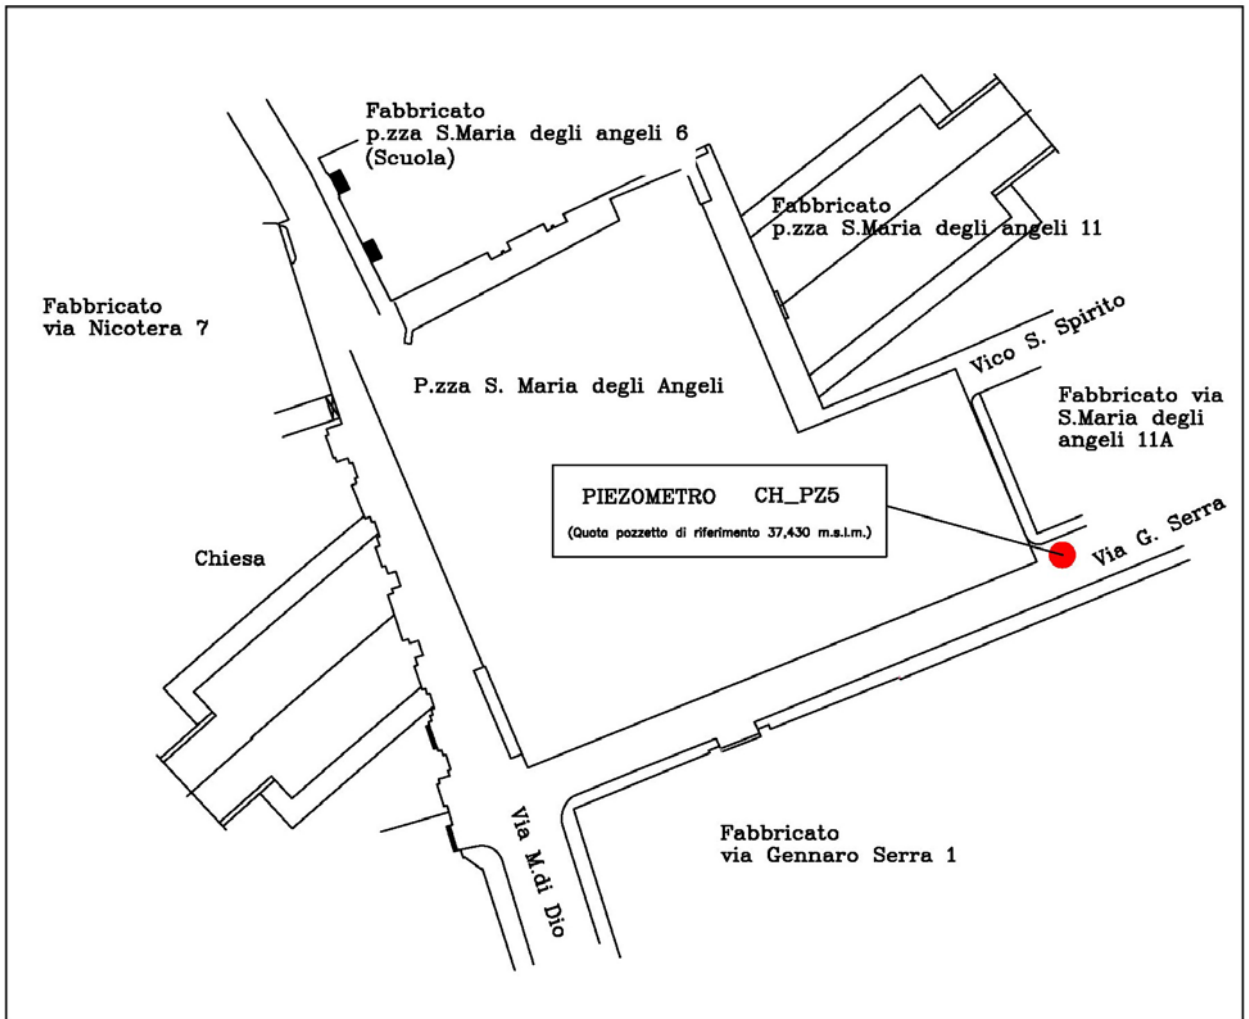 Fabbricato
p.zza S.Maria degli angeli 6
(Scuola)
Fabbricato
p.zza S.Maria degli angeli 11
Fabbricato
via Nicotera 7
Vico S. Spirito
P.zza S. Maria degli Angeli
Fabbricato via
S.Maria degli
angeli 11A
PIEZOMETRO CH_PZ5
(Quota pozzetto di riferimento 37,430 m.s.l.m.)
Via G. Serra
Chiesa
Via M.di Dio
Fabbricato
via Gennaro Serra 1